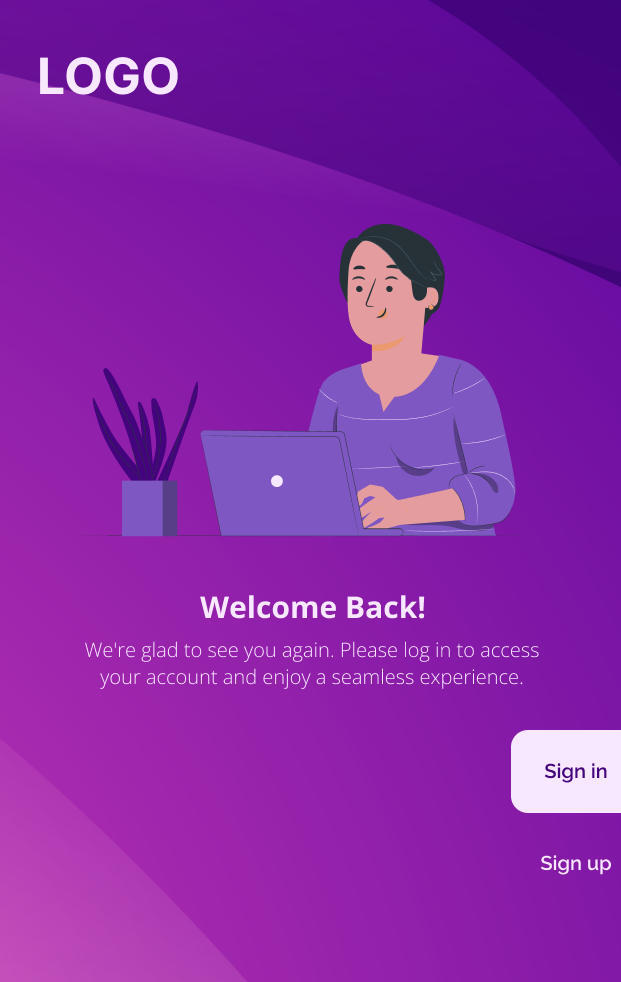 LOGO
Welcome Back!
We're glad to see you again. Please log in to access
your account and enjoy a seamless experience.
Sign in
Sign up